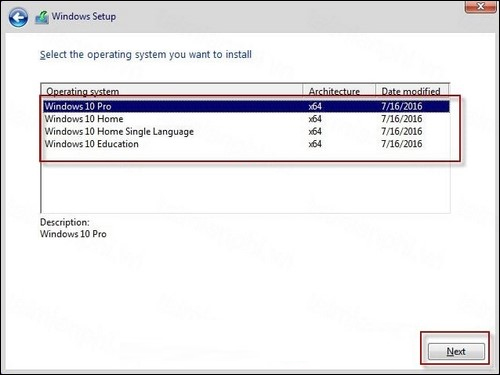 Windows Setup
Select the operating system you want to install
Operating system Architecture Date modified
Windows 10 Pro x64 7/16/2016
Windows 10 Home x64 7/16/2016
Windows 10 Home Single Language x64 7/16/2016
Windows 10 Education x64 7/16/2016
Description:
Windows 10 Pro
Next